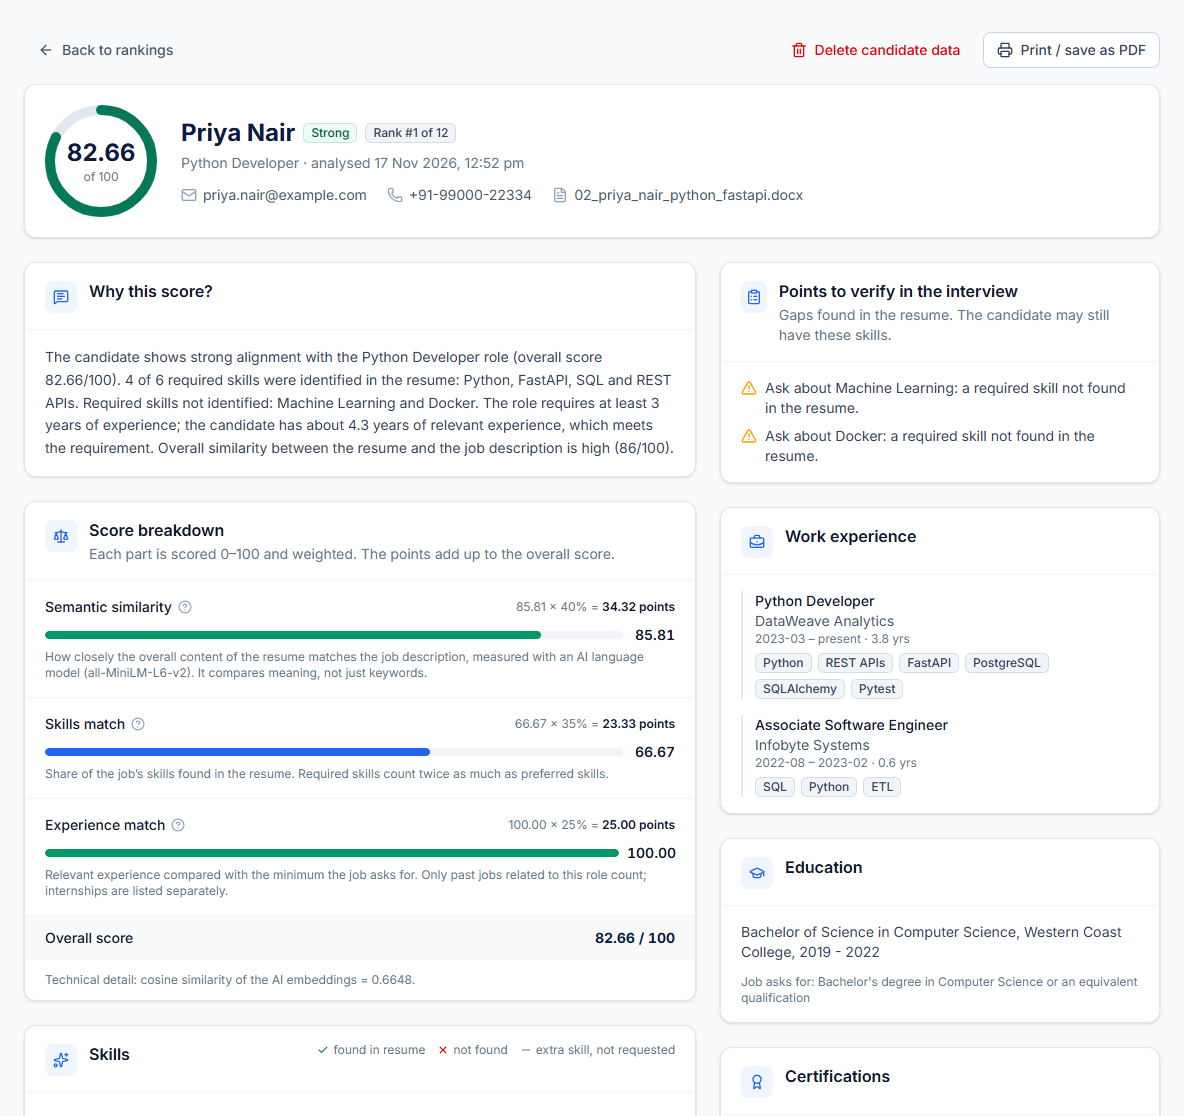 Back to rankings
Delete candidate data
Print / save as PDF
82.66
of 100
Priya Nair
Strong
Rank #1 of 12
Python Developer · analysed 17 Nov 2026, 12:52 pm
priya.nair@example.com
+91-99000-22334
02_priya_nair_python_fastapi.docx
Why this score?
The candidate shows strong alignment with the Python Developer role (overall score
82.66/100). 4 of 6 required skills were identified in the resume: Python, FastAPI, SQL and REST
APIs. Required skills not identified: Machine Learning and Docker. The role requires at least 3
years of experience; the candidate has about 4.3 years of relevant experience, which meets
the requirement. Overall similarity between the resume and the job description is high (86/100).
Score breakdown
Each part is scored 0–100 and weighted. The points add up to the overall score.
Semantic similarity
85.81 × 40% = 34.32 points
85.81
How closely the overall content of the resume matches the job description, measured with an AI language
model (all-MiniLM-L6-v2). It compares meaning, not just keywords.
Skills match
66.67 × 35% = 23.33 points
66.67
Share of the job's skills found in the resume. Required skills count twice as much as preferred skills.
Experience match
100.00 × 25% = 25.00 points
100.00
Relevant experience compared with the minimum the job asks for. Only past jobs related to this role count;
internships are listed separately.
Overall score
82.66 / 100
Technical detail: cosine similarity of the AI embeddings = 0.6648.
Skills
found in resume
not found
extra skill, not requested
Points to verify in the interview
Gaps found in the resume. The candidate may still
have these skills.
Ask about Machine Learning: a required skill not found
in the resume.
Ask about Docker: a required skill not found in the
resume.
Work experience
Python Developer
DataWeave Analytics
2023-03 – present · 3.8 yrs
Python
REST APIs
FastAPI
PostgreSQL
SQLAlchemy
Pytest
Associate Software Engineer
Infobyte Systems
2022-08 – 2023-02 · 0.6 yrs
SQL
Python
ETL
Education
Bachelor of Science in Computer Science, Western Coast
College, 2019 - 2022
Job asks for: Bachelor's degree in Computer Science or an equivalent
qualification
Certifications